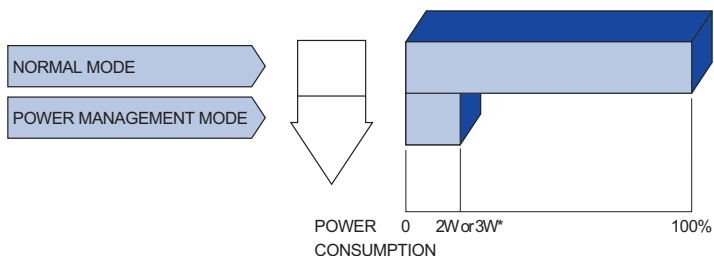 NORMAL MODE
POWER MANAGEMENT MODE
POWER CONSUMPTION
0 2W or 3W* 100%